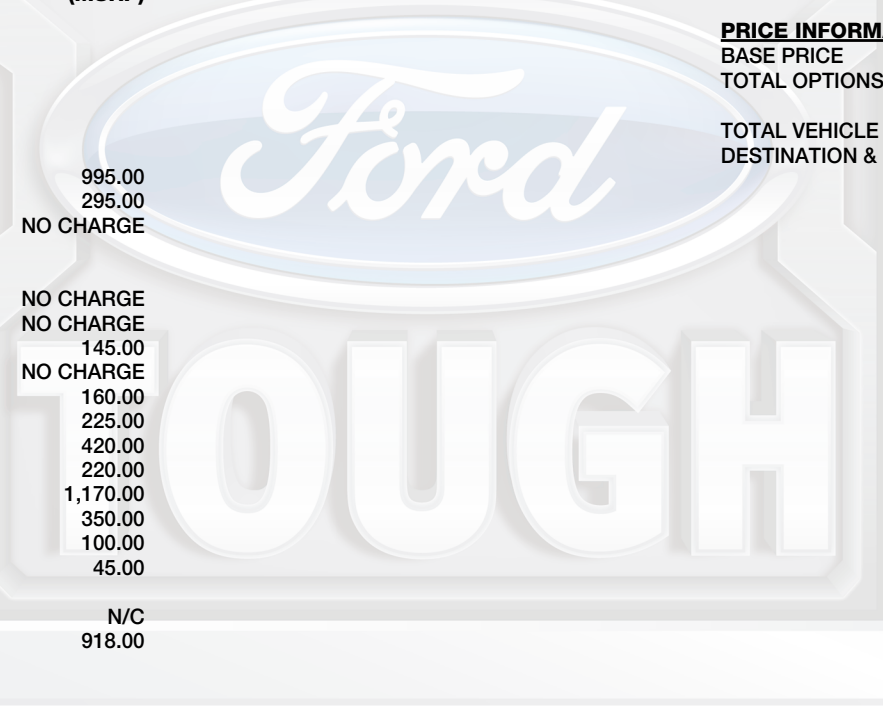 (MSRP)
995.00
295.00
NO CHARGE
NO CHARGE
NO CHARGE
145.00
NO CHARGE
160.00
225.00
420.00
220.00
1,170.00
350.00
100.00
45.00
N/C
918.00
PRICE INFORMA
BASE PRICE
TOTAL OPTIONS
TOTAL VEHICLE
DESTINATION &
Ford
TOUGH